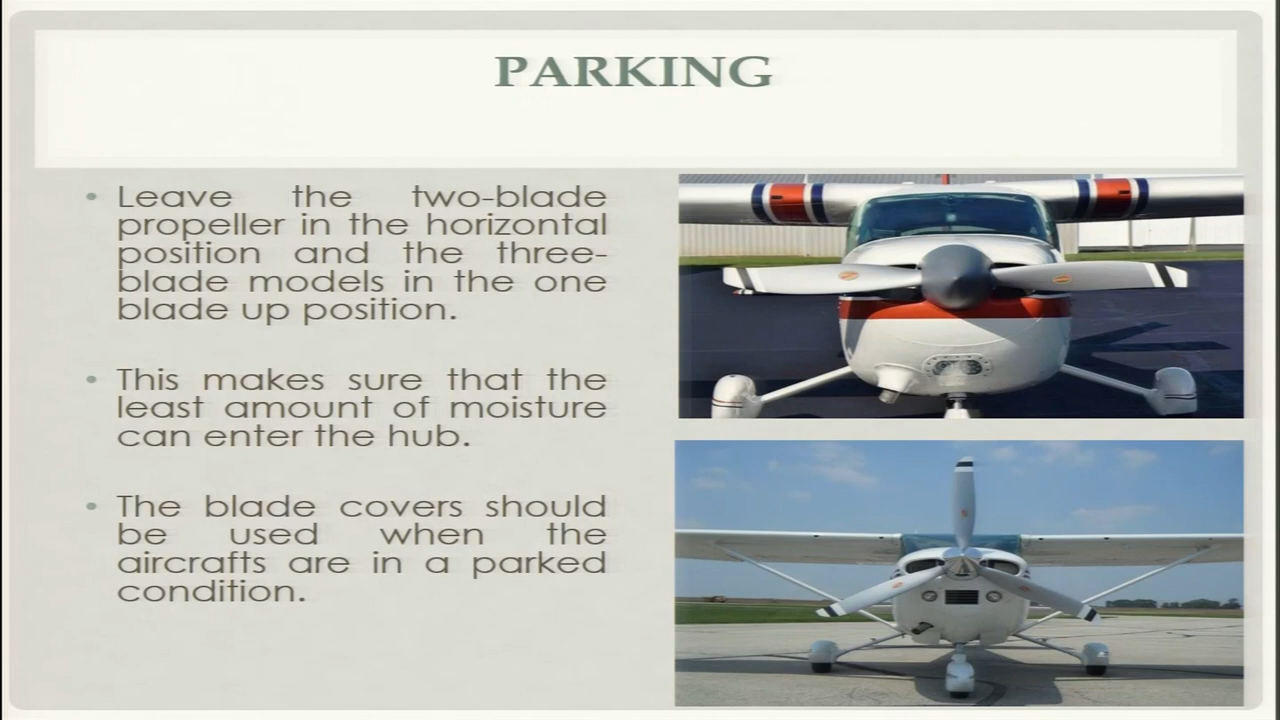 PARKING
• Leave the two-blade
propeller in the horizontal
position and the three-
blade models in the one
blade up position.
• This makes sure that the
least amount of moisture
can enter the hub.
• The blade covers should
be used when the
aircrafts are in a parked
condition.